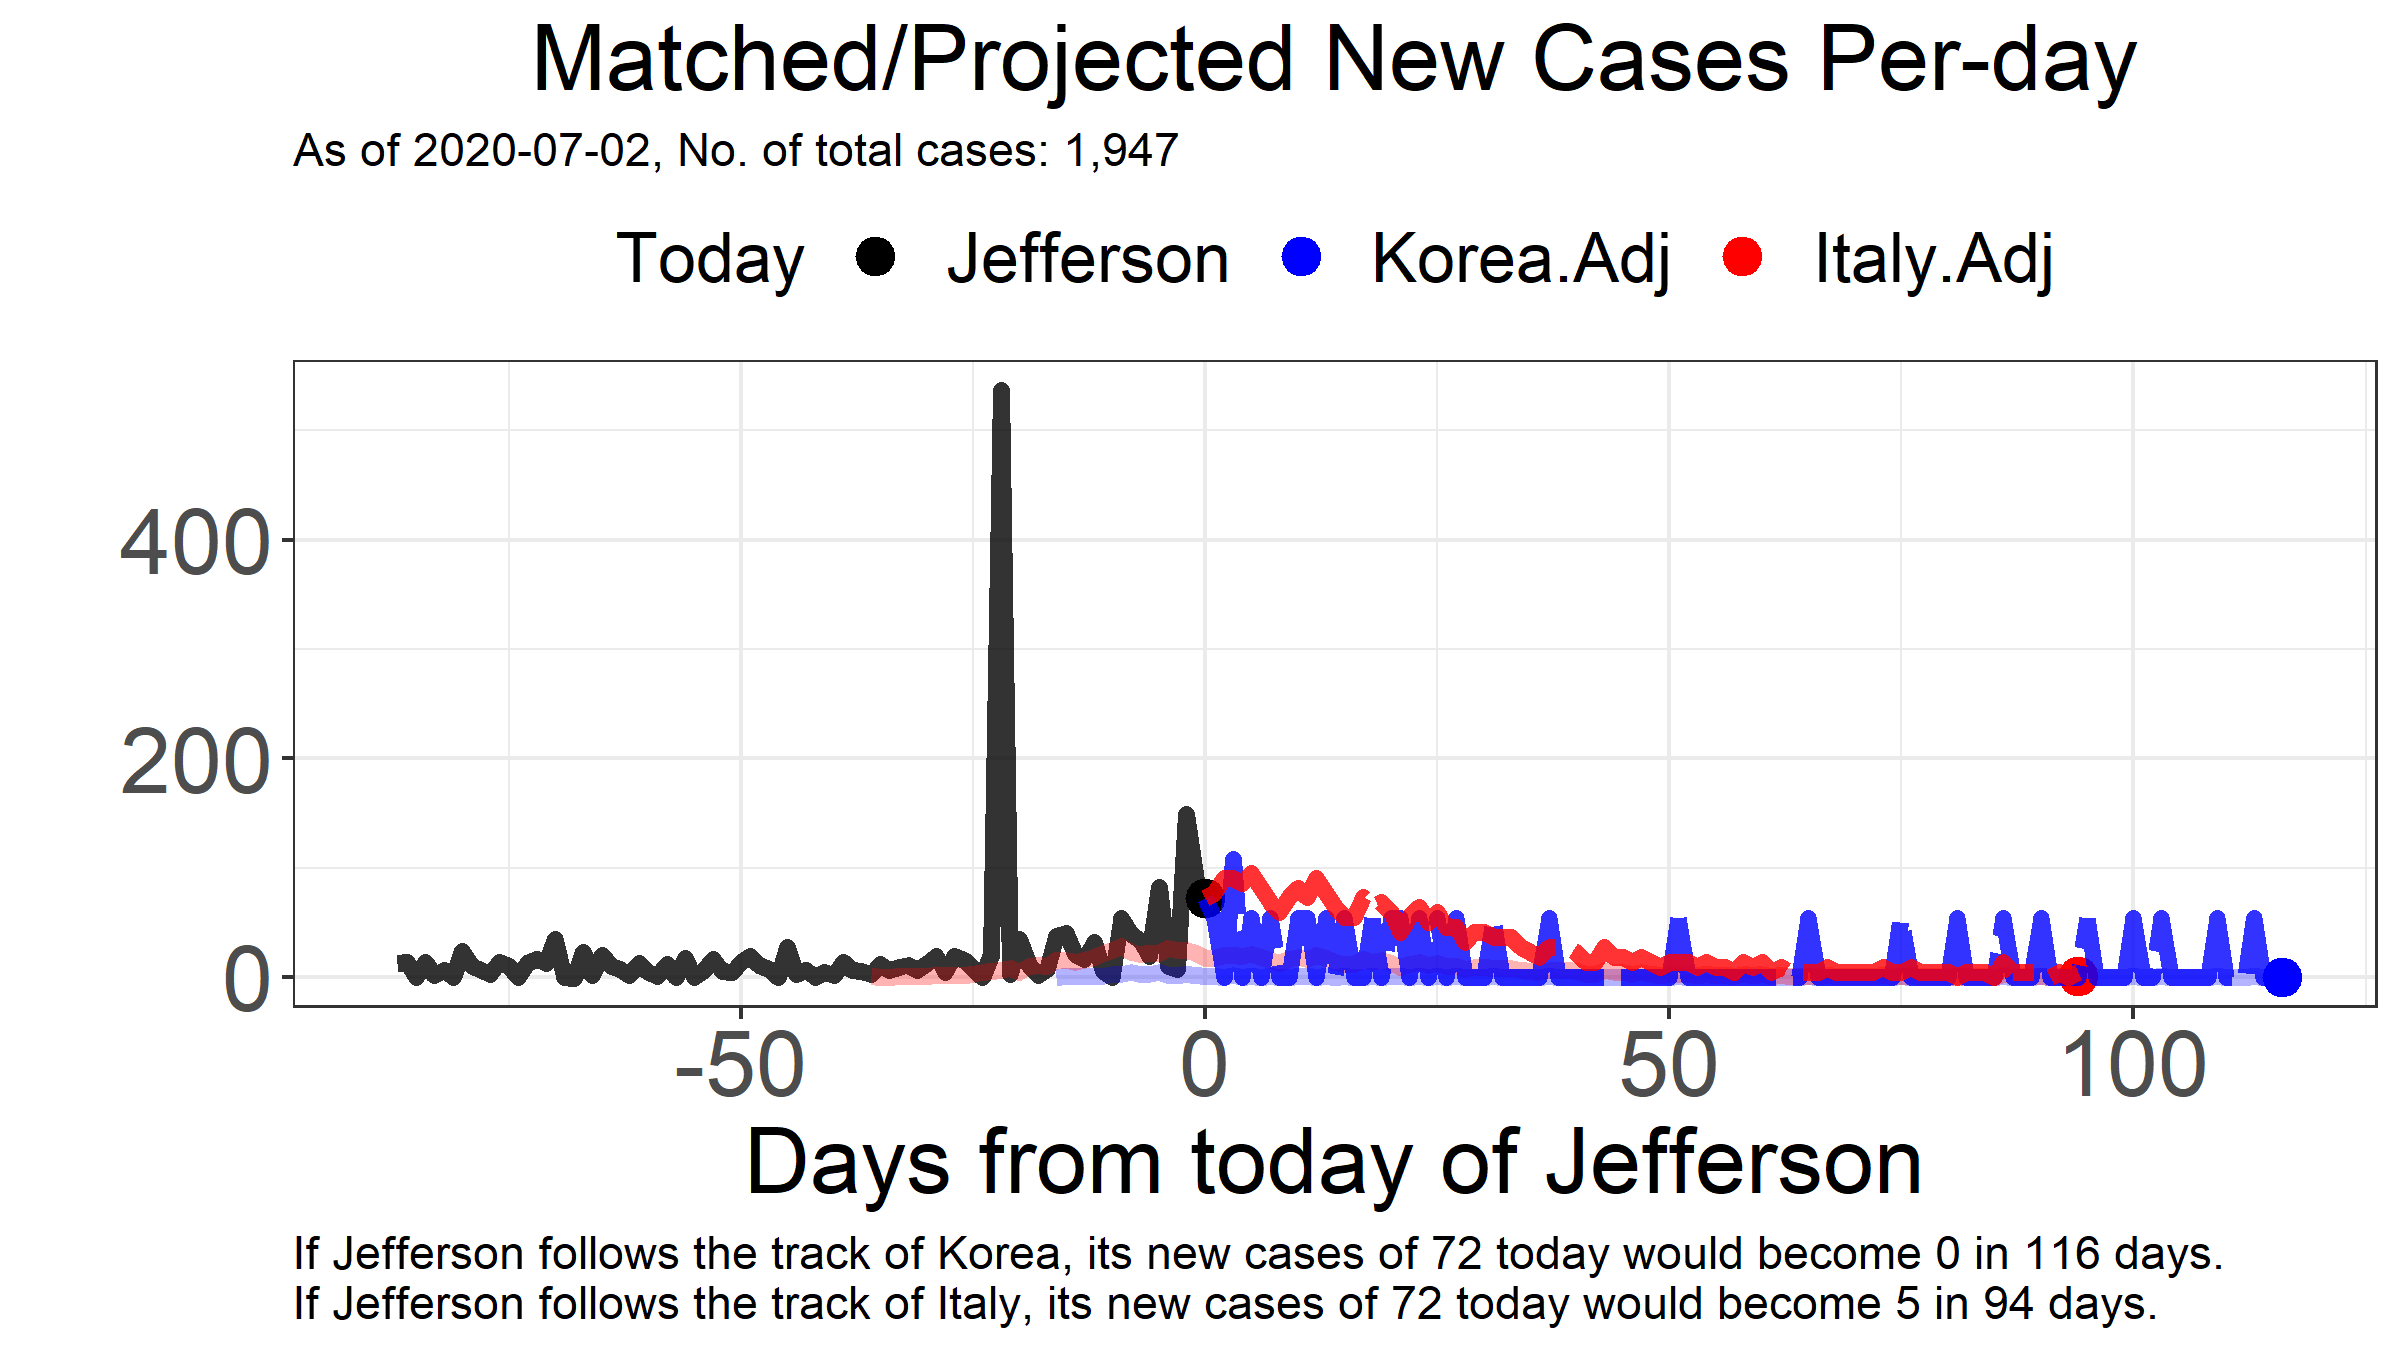 Matched/Projected New Cases Per-day
As of 2020-07-02, No. of total cases: 1,947
Today Jefferson Korea.Adj Italy.Adj
400
200
0
-50 0 50 100
Days from today of Jefferson
If Jefferson follows the track of Korea, its new cases of 72 today would become 0 in 116 days.
If Jefferson follows the track of Italy, its new cases of 72 today would become 5 in 94 days.